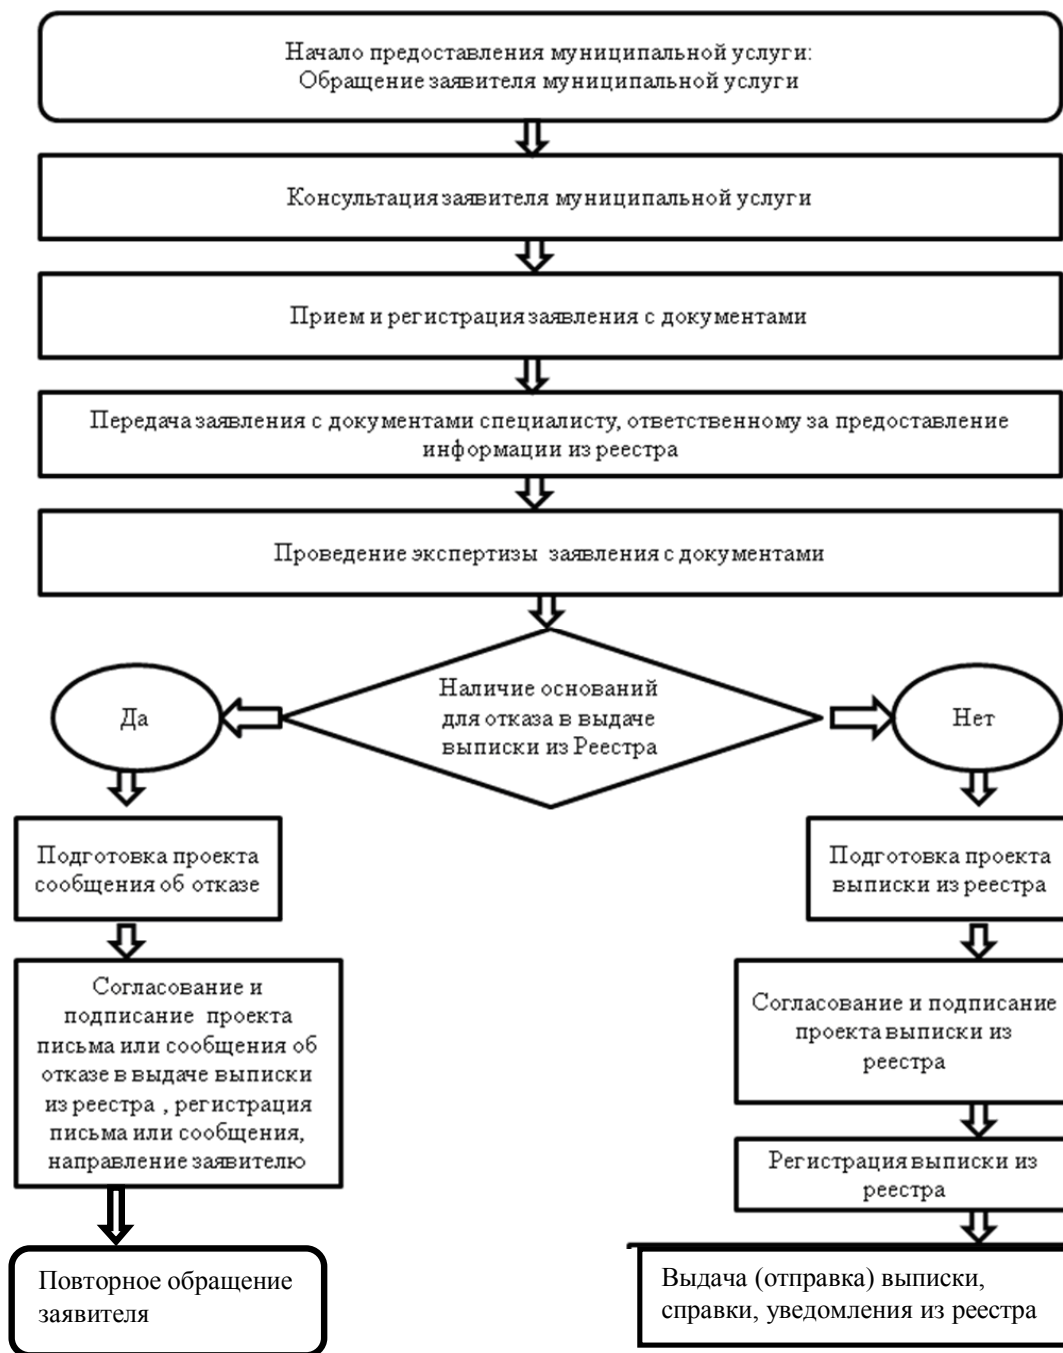 Начало предоставления муниципальной услуги:
Обращение заявителя муниципальной услуги
Консультация заявителя муниципальной услуги
Прием и регистрация заявления с документами
Передача заявления с документами специалисту, ответственному за предоставление
информации из реестра
Проведение экспертизы заявления с документами
Наличие оснований
для отказа в выдаче
выписки из Реестра
Да
Нет
Подготовка проекта
сообщения об отказе
Подготовка проекта
выписки из реестра
Согласование и
подписание проекта
письма или сообщения об
отказе в выдаче выписки
из реестра , регистрация
письма или сообщения,
направление заявителю
Согласование и подписание
проекта выписки из
реестра
Регистрация выписки из
реестра
Повторное обращение
заявителя
Выдача (отправка) выписки,
справки, уведомления из реестра